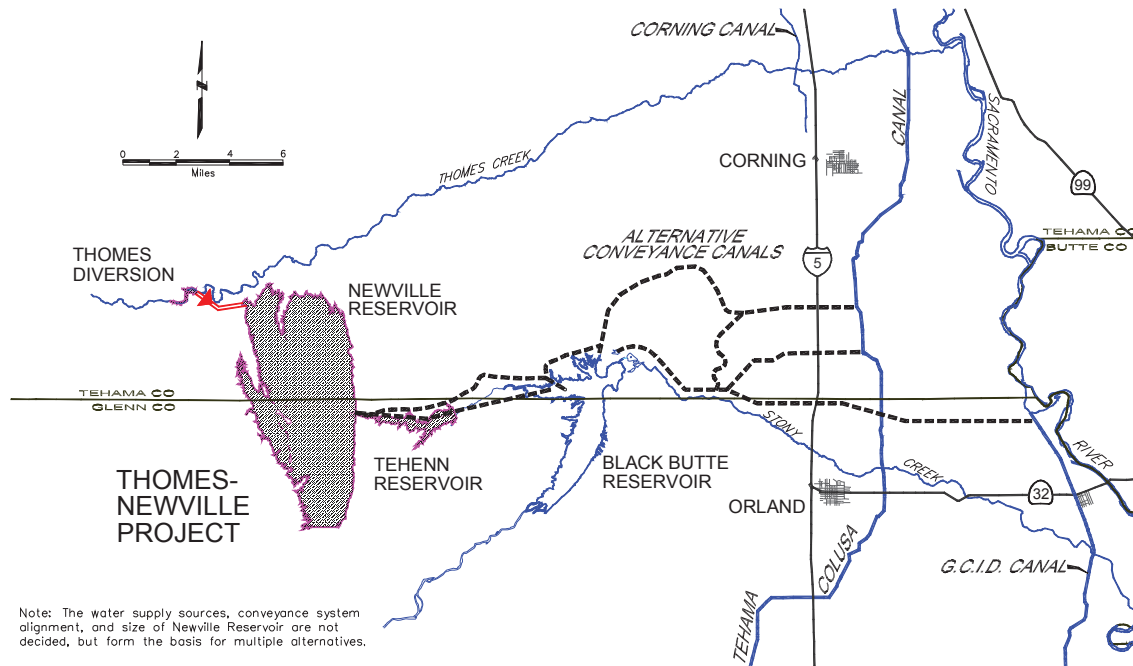 CORNING CANAL
N
0 2 4 6
Miles
THOMES CREEK
CANAL
SACRAMENTO
CORNING
99
TEHAMA CO
BUTTE CO
ALTERNATIVE
CONVEYANCE CANALS
THOMES
DIVERSION
5
NEWVILLE
RESERVOIR
TEHAMA CO
GLENN CO
STONY
CREEK
RIVER
TEHENN
RESERVOIR
BLACK BUTTE
RESERVOIR
THOMES-
NEWVILLE
PROJECT
ORLAND
32
COLUSA
TEHAMA
G.C.I.D. CANAL
Note: The water supply sources, conveyance system
alignment, and size of Newville Reservoir are not
decided, but form the basis for multiple alternatives.